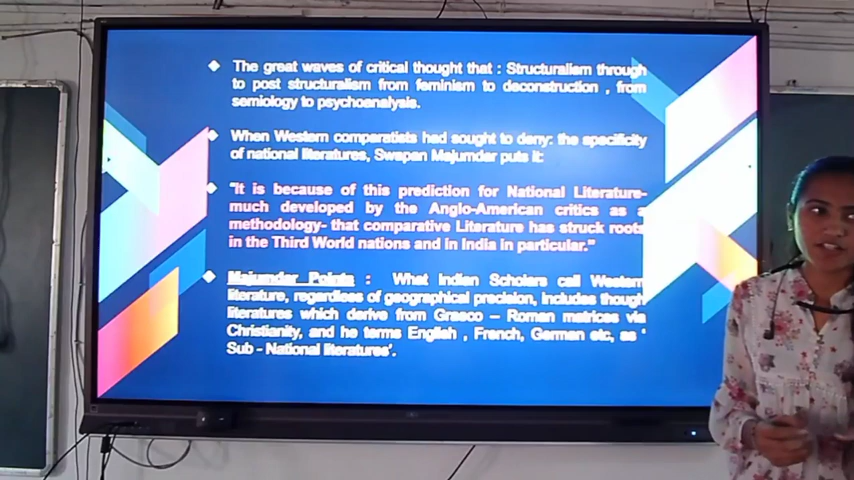 The great waves of critical thought that : Structuralism through
to post structuralism from feminism to deconstruction , from
semiology to psychoanalysis.
When Western comparatists had sought to deny: the specificity
of national literatures, Swapan Majumder puts it:
"It is because of this prediction for National Literature-
much developed by the Anglo-American critics as a
methodology- that comparative Literature has struck roots
in the Third World nations and in India in particular."
Majumder Points : What Indian Scholars call Western
literature, regardless of geographical precision, includes though
literatures which derive from Graeco – Roman matrices via
Christianity, and he terms English , French, German etc, as '
Sub - National literatures'.